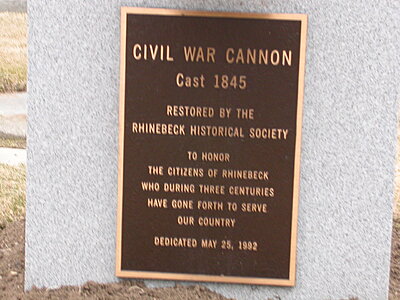 CIVIL WAR CANNON
Cast 1845
RESTORED BY THE
RHINEBECK HISTORICAL SOCIETY
TO HONOR
THE CITIZENS OF RHINEBECK
WHO DURING THREE CENTURIES
HAVE GONE FORTH TO SERVE
OUR COUNTRY
DEDICATED MAY 25, 1992